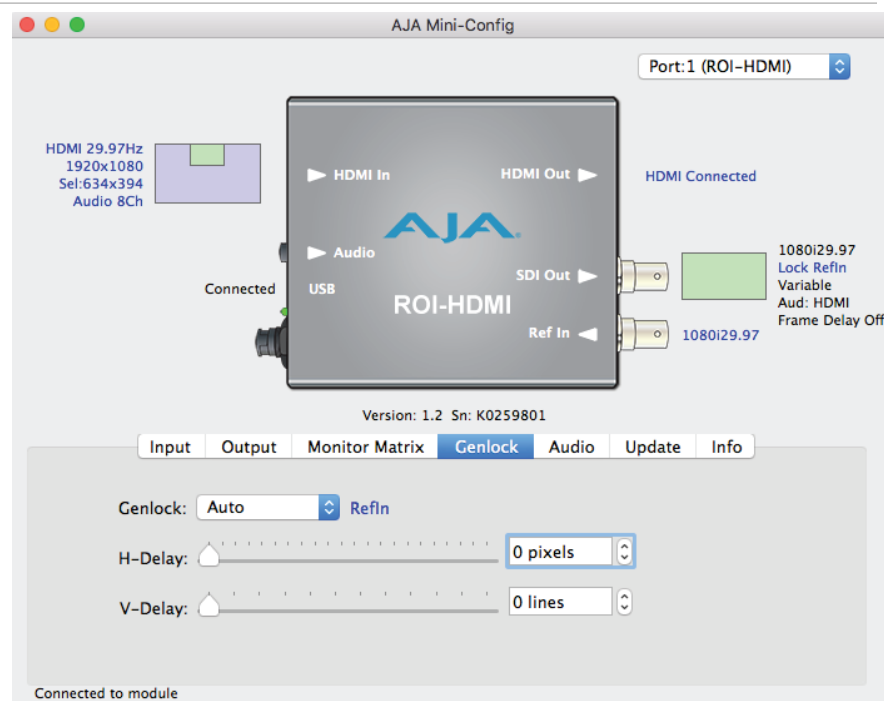 AJA Mini-Config
Port:1 (ROI-HDMI)
HDMI 29.97Hz
1920x1080
Sel:634x394
Audio 8Ch
HDMI In
HDMI Out
HDMI Connected
AJA
Audio
Connected
USB
SDI Out
ROI-HDMI
Ref In
1080i29.97
Lock RefIn
Variable
Aud: HDMI
Frame Delay Off
1080i29.97
Version: 1.2 Sn: K0259801
Input Output Monitor Matrix Genlock Audio Update Info
Genlock: Auto RefIn
H-Delay: 0 pixels
V-Delay: 0 lines
Connected to module